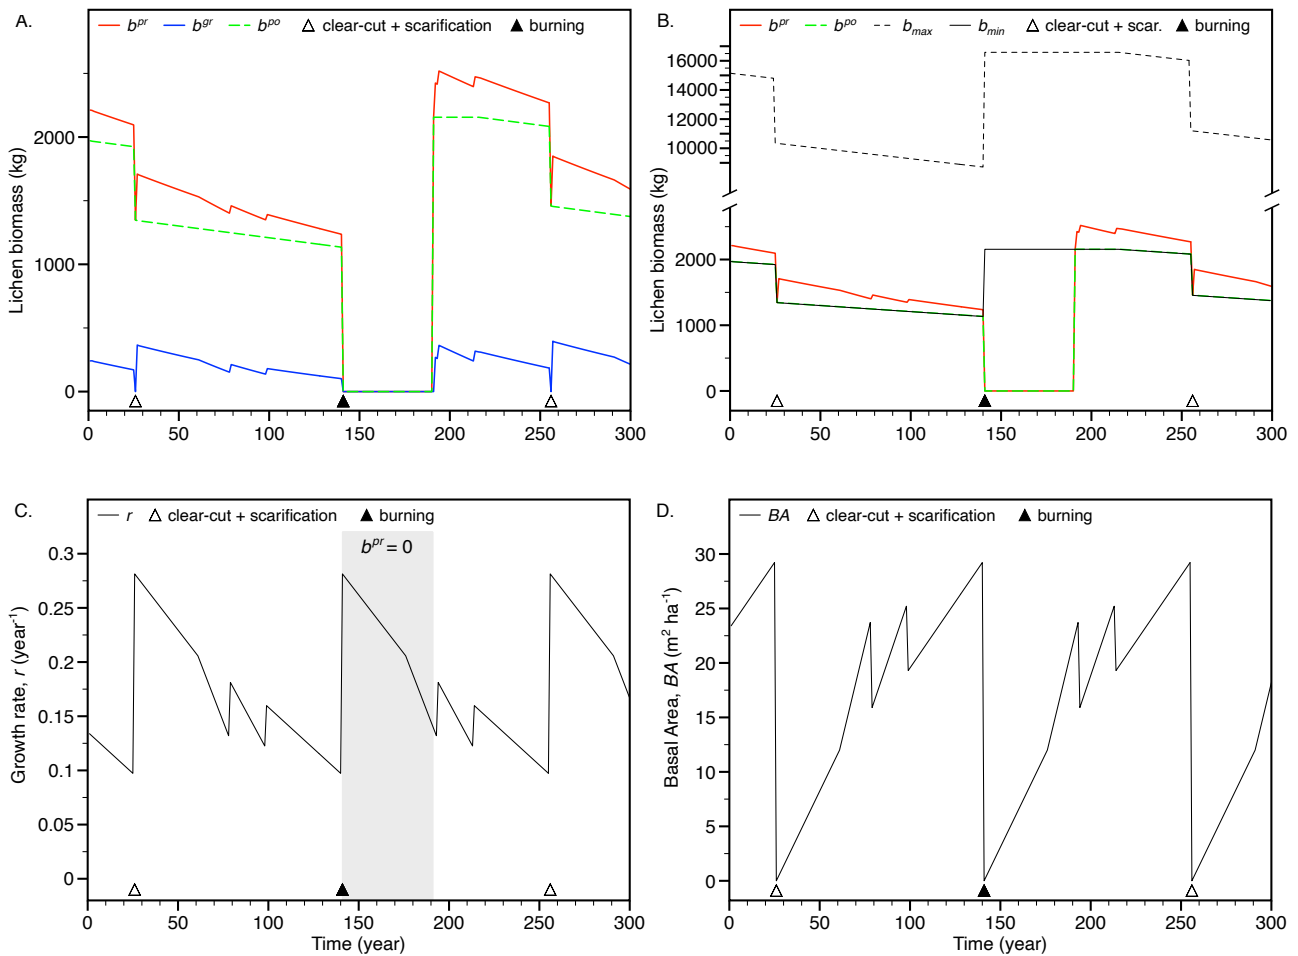 A.
b^pr b^gr b^po clear-cut + scarification burning
2000
1000
0
Lichen biomass (kg)
0 50 100 150 200 250 300
B.
b^pr b^po b_max b_min clear-cut + scar. burning
16000
14000
12000
10000
2000
1000
0
Lichen biomass (kg)
0 50 100 150 200 250 300
C.
r clear-cut + scarification burning
b^pr = 0
0.3
0.25
0.2
0.15
0.1
0.05
0
Growth rate, r (year^-1)
0 50 100 150 200 250 300
Time (year)
D.
BA clear-cut + scarification burning
30
25
20
15
10
5
0
Basal Area, BA (m^2 ha^-1)
0 50 100 150 200 250 300
Time (year)